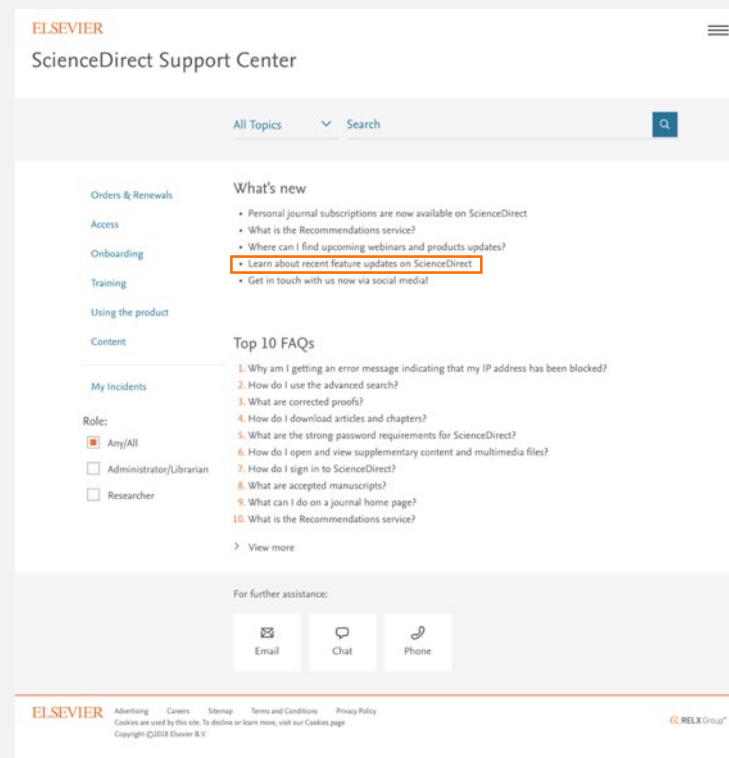 ELSEVIER
ScienceDirect Support Center
All Topics Search
Orders & Renewals
Access
Onboarding
Training
Using the product
Content
My Incidents
Role:
Any/All
Administrator/Librarian
Researcher
What's new
• Personal journal subscriptions are now available on ScienceDirect
• What is the Recommendations service?
• Where can I find upcoming webinars and products updates?
• Learn about recent feature updates on ScienceDirect
• Get in touch with us now via social media!
Top 10 FAQs
1. Why am I getting an error message indicating that my IP address has been blocked?
2. How do I use the advanced search?
3. What are corrected proofs?
4. How do I download articles and chapters?
5. What are the strong password requirements for ScienceDirect?
6. How do I open and view supplementary content and multimedia files?
7. How do I sign in to ScienceDirect?
8. What are accepted manuscripts?
9. What can I do on a journal home page?
10. What is the Recommendations service?
View more
For further assistance:
Email Chat Phone
ELSEVIER
Advertising Careers Sitemap Terms and Conditions Privacy Policy
Cookies are used by this site. To decline or learn more, visit our Cookies page
Copyright ©2018 Elsevier B.V.
RELX Group™